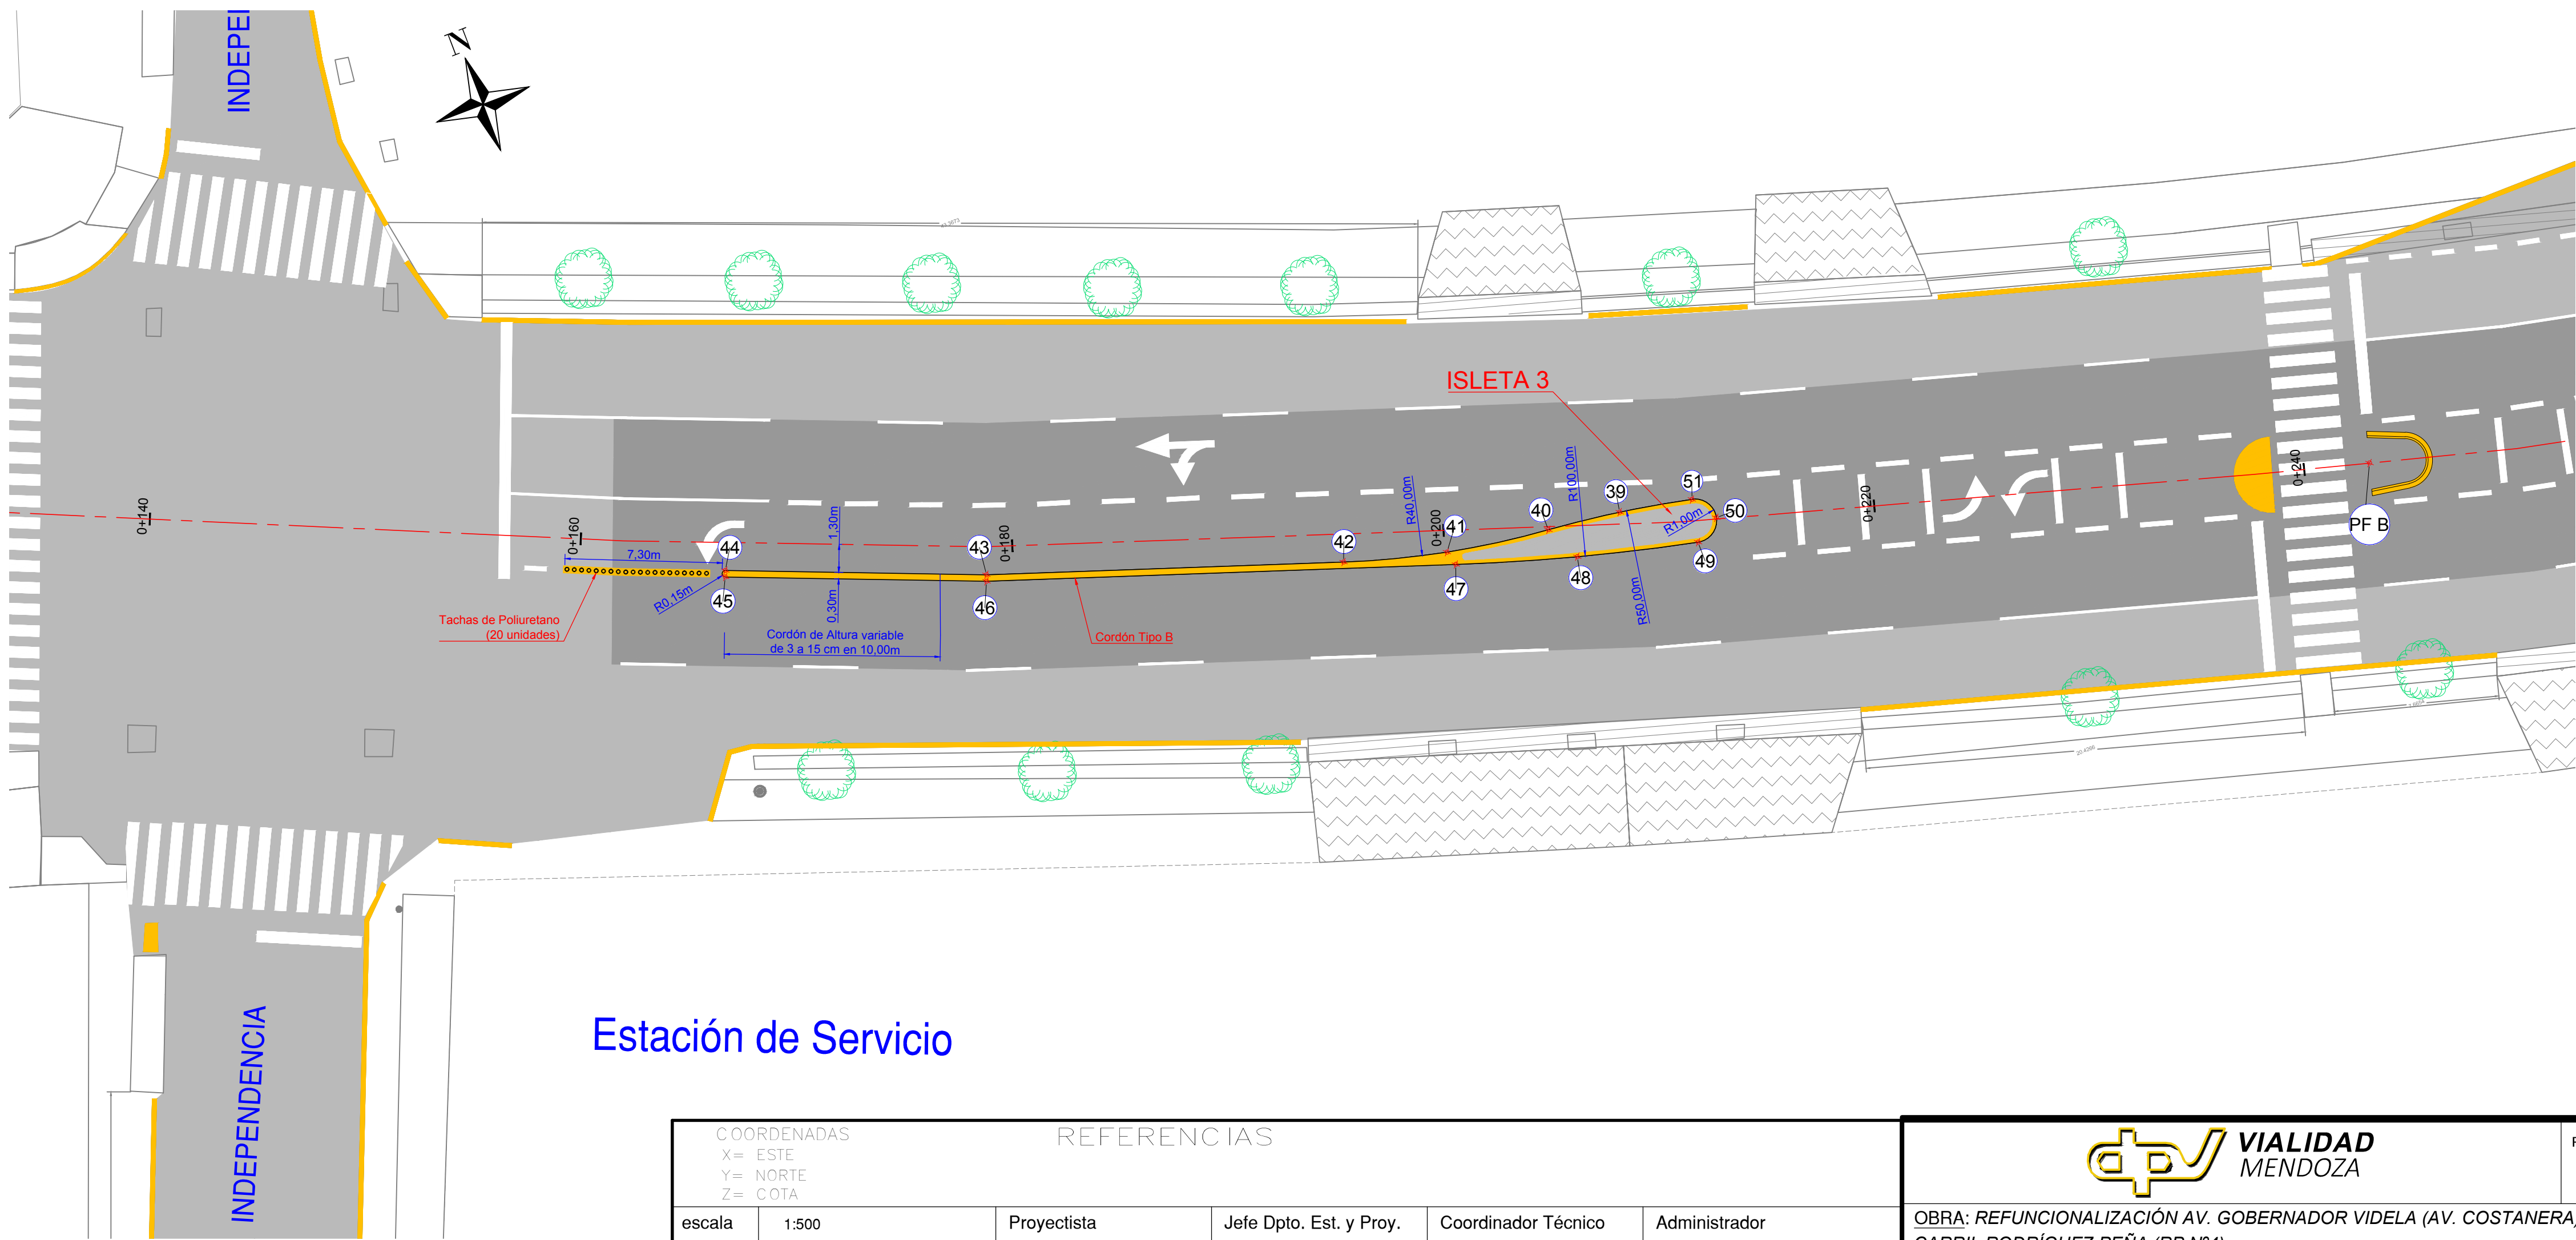 INDEPE
N
ISLETA 3
0+140
0+160
0+180
0+200
0+220
0+240
7,30m
1,30m
0,30m
R0,15m
R40,00m
R100,00m
R50,00m
R1,00m
44
43
42
41
40
39
51
50
49
48
47
46
45
PF B
Tachas de Poliuretano
(20 unidades)
Cordón de Altura variable
de 3 a 15 cm en 10,00m
Cordón Tipo B
INDEPENDENCIA
Estación de Servicio
COORDENADAS
X= ESTE
Y= NORTE
Z= COTA
REFERENCIAS
escala
1:500
Proyectista
Jefe Dpto. Est. y Proy.
Coordinador Técnico
Administrador
VIALIDAD
MENDOZA
OBRA: REFUNCIONALIZACIÓN AV. GOBERNADOR VIDELA (AV. COSTANERA)